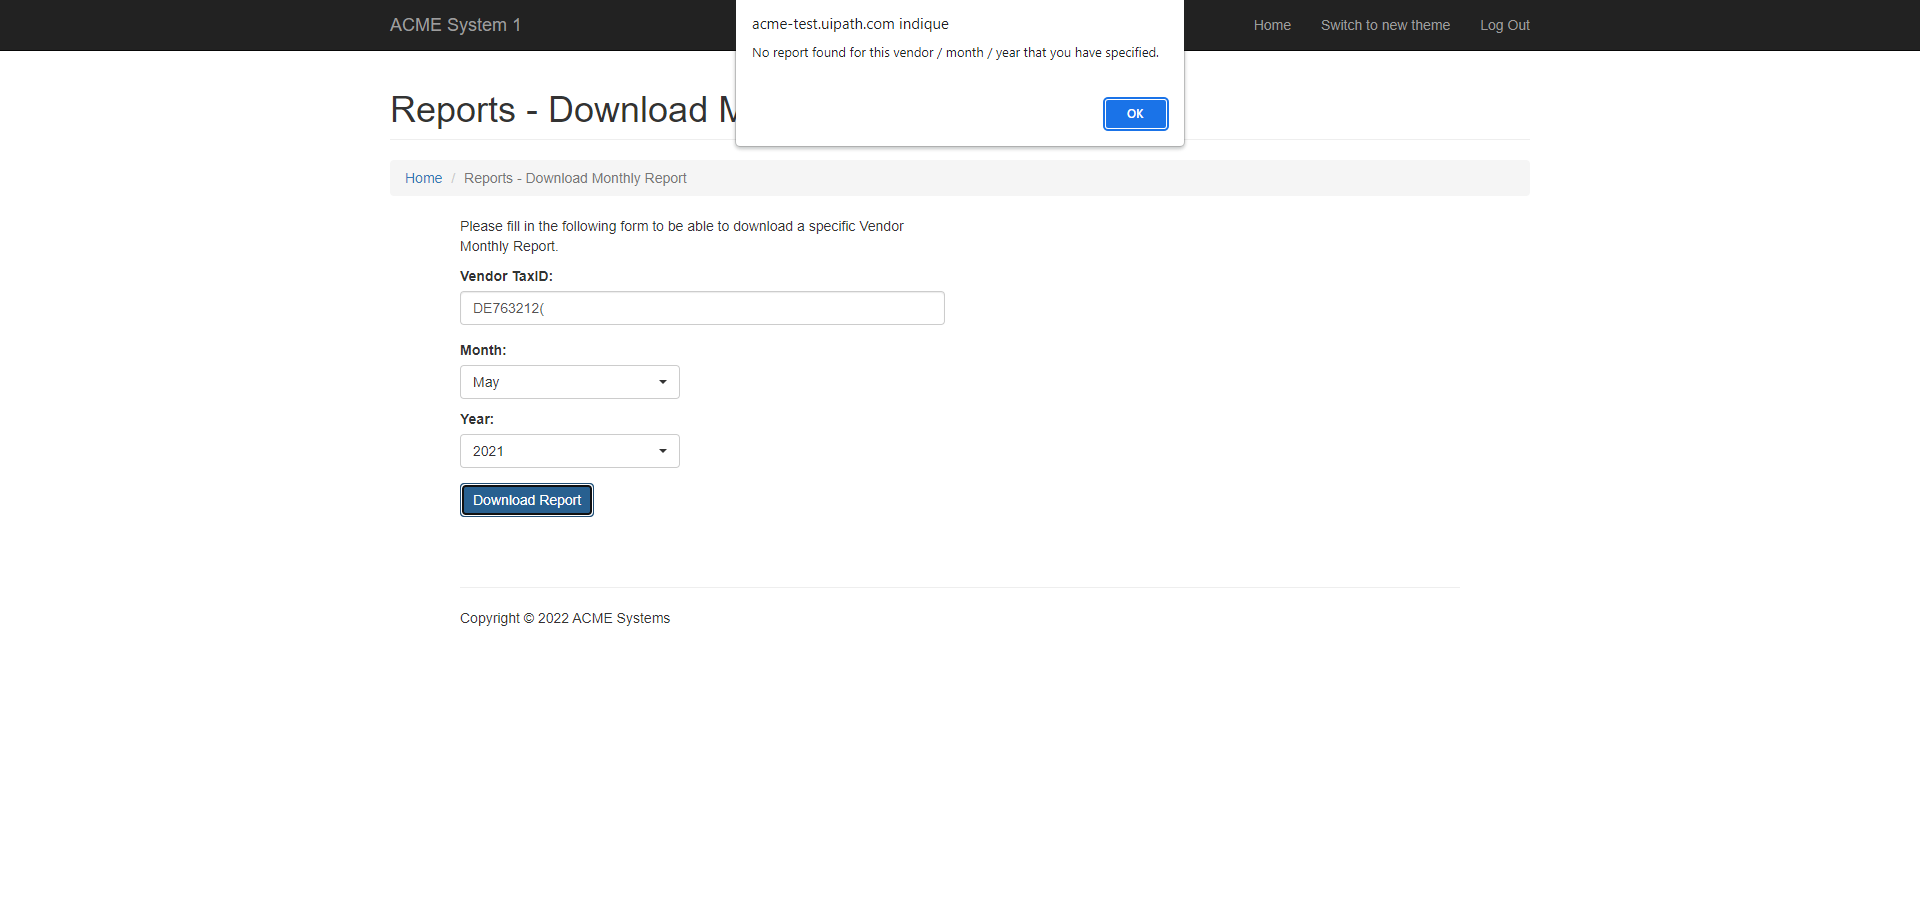 ACME System 1
Home
Switch to new theme
Log Out
acme-test.uipath.com indique
No report found for this vendor / month / year that you have specified.
OK
Reports - Download
Home / Reports - Download Monthly Report
Please fill in the following form to be able to download a specific Vendor
Monthly Report.
Vendor TaxID:
DE763212(
Month:
May
Year:
2021
Download Report
Copyright © 2022 ACME Systems